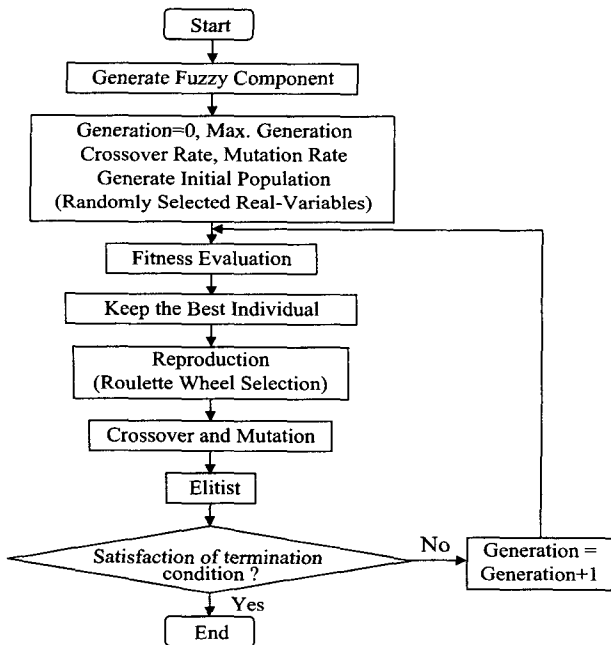 Start
Generate Fuzzy Component
Generation=0, Max. Generation
Crossover Rate, Mutation Rate
Generate Initial Population
(Randomly Selected Real-Variables)
Fitness Evaluation
Keep the Best Individual
Reproduction
(Roulette Wheel Selection)
Crossover and Mutation
Elitist
Satisfaction of termination
condition ?
No
Generation =
Generation+1
Yes
End